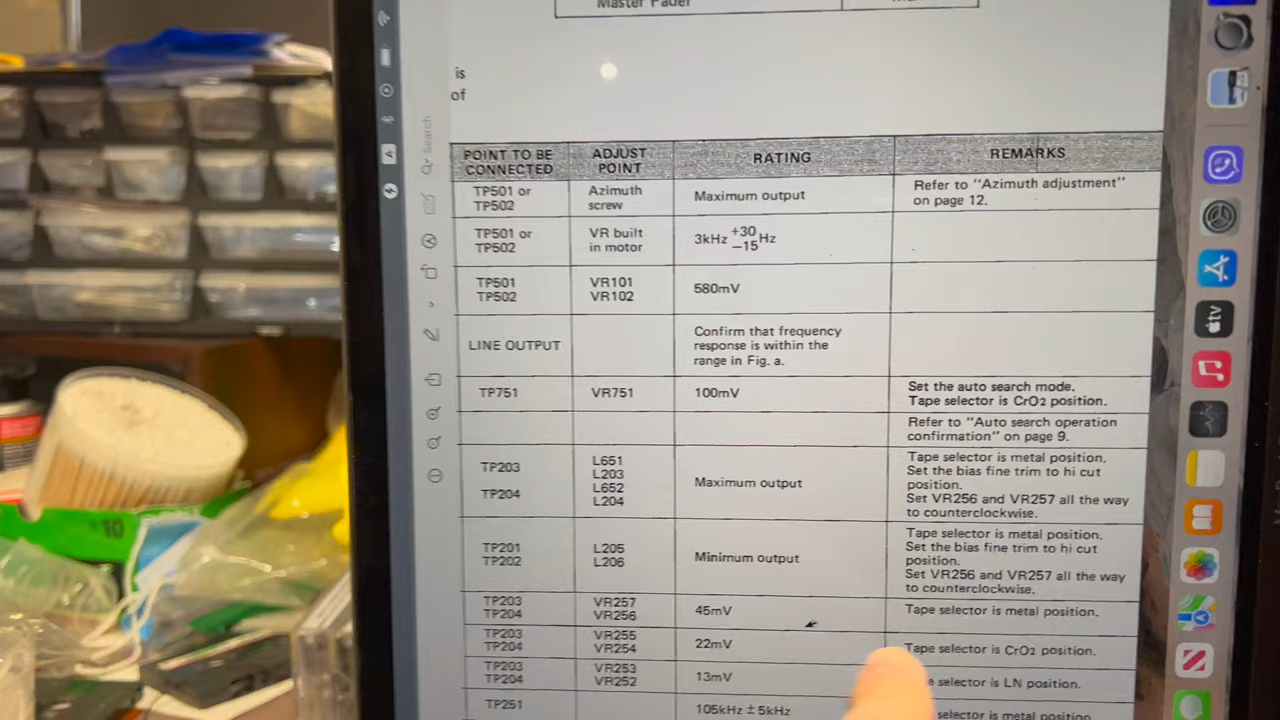 Master Fader
is
of
Search
POINT TO BE CONNECTED
ADJUST POINT
RATING
REMARKS
TP501 or
TP502
Azimuth
screw
Maximum output
Refer to "Azimuth adjustment"
on page 12.
TP501 or
TP502
VR built
in motor
3kHz +30 −15 Hz
TP501
TP502
VR101
VR102
580mV
LINE OUTPUT
Confirm that frequency
response is within the
range in Fig. a.
TP751
VR751
100mV
Set the auto search mode.
Tape selector is CrO2 position.
Refer to "Auto search operation
confirmation" on page 9.
TP203
TP204
L651
L203
L652
L204
Maximum output
Tape selector is metal position.
Set the bias fine trim to hi cut
position.
Set VR256 and VR257 all the way
to counterclockwise.
TP201
TP202
L205
L206
Minimum output
Tape selector is metal position.
Set the bias fine trim to hi cut
position.
Set VR256 and VR257 all the way
to counterclockwise.
TP203
TP204
VR257
VR256
45mV
Tape selector is metal position.
TP203
TP204
VR255
VR254
22mV
Tape selector is CrO2 position.
TP203
TP204
VR253
VR252
13mV
selector is LN position.
TP251
105kHz ± 5kHz
selector is metal position
10
tv